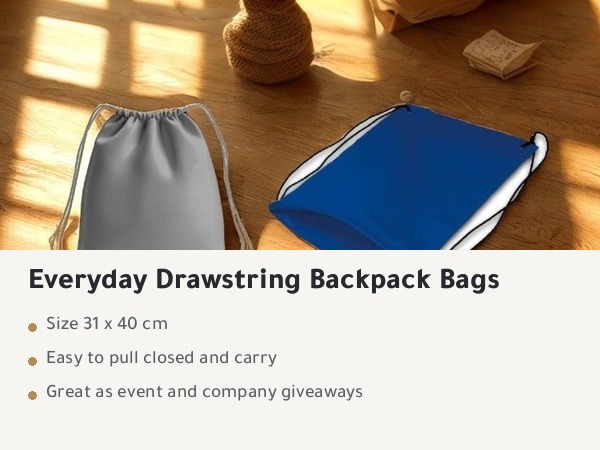 Everyday Drawstring Backpack Bags
Size 31 x 40 cm
Easy to pull closed and carry
Great as event and company giveaways